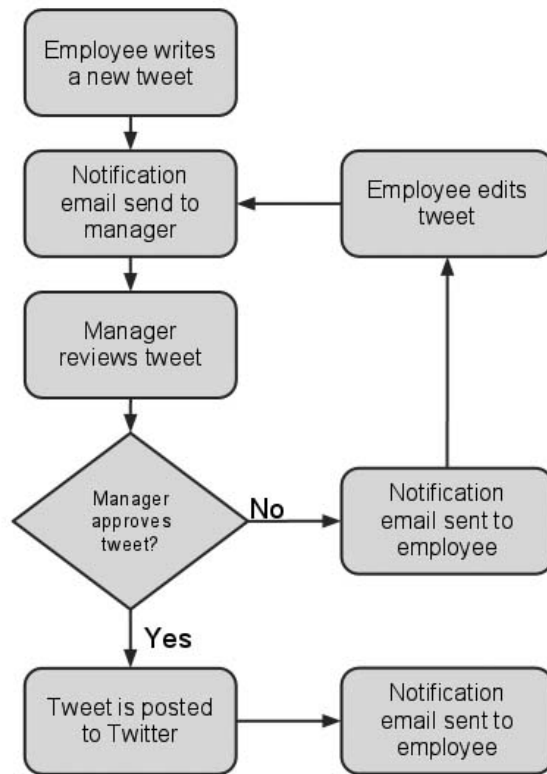 Employee writes
a new tweet
Notification
email send to
manager
Employee edits
tweet
Manager
reviews tweet
Manager
approves
tweet?
No
Notification
email sent to
employee
Yes
Tweet is posted
to Twitter
Notification
email sent to
employee